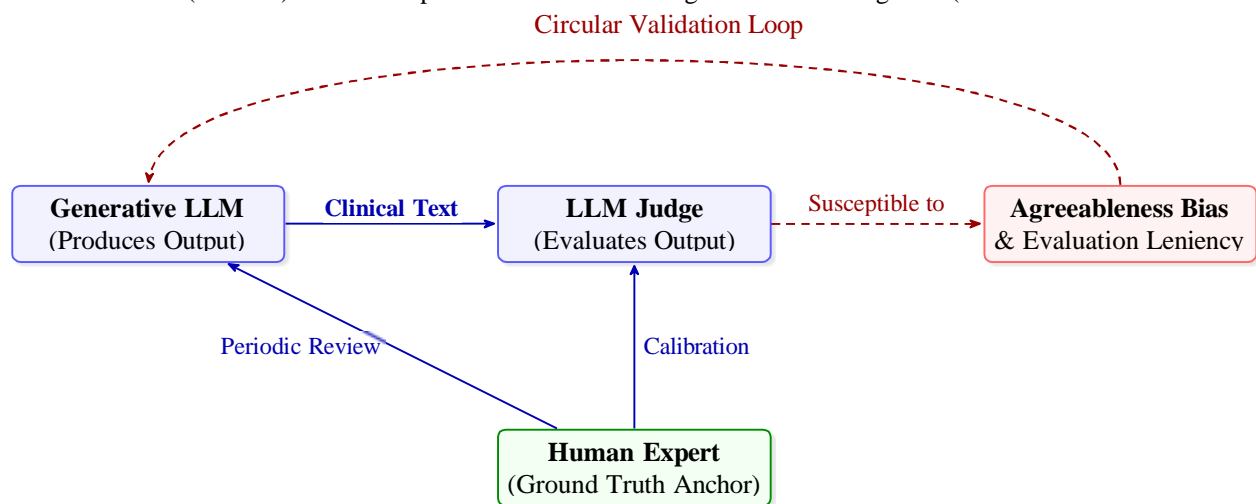 Circular Validation Loop
Generative LLM
(Produces Output)
Clinical Text
LLM Judge
(Evaluates Output)
Susceptible to
Agreeableness Bias
& Evaluation Leniency
Periodic Review
Calibration
Human Expert
(Ground Truth Anchor)